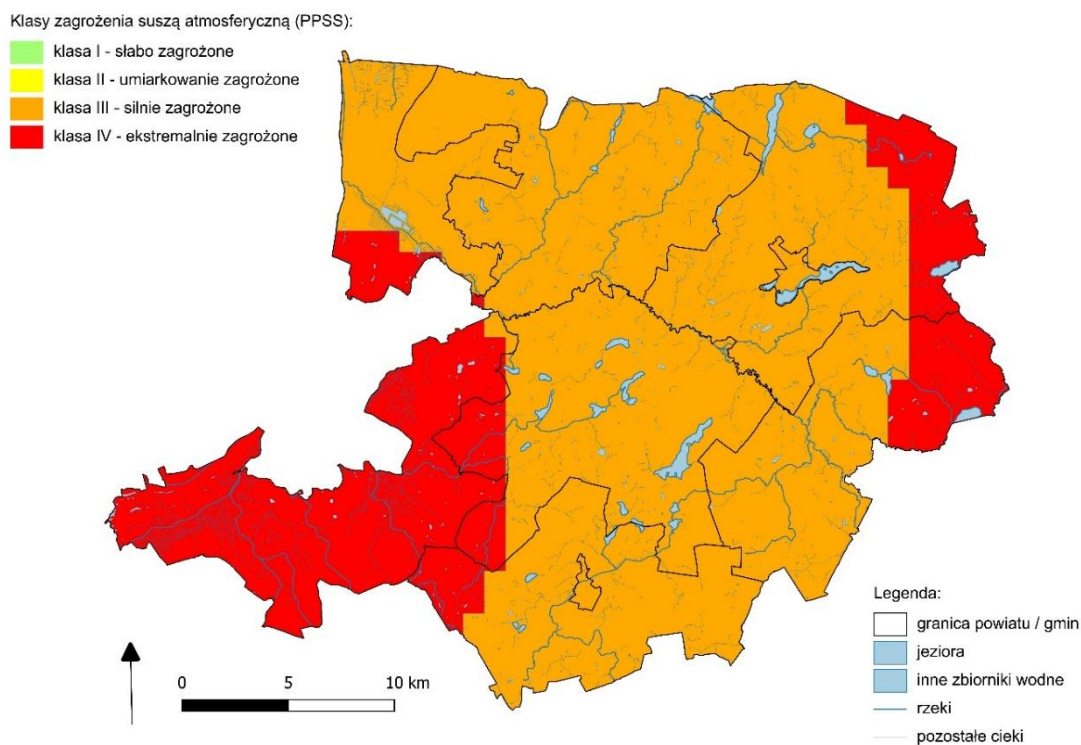 Klasy zagrożenia suszą atmosferyczną (PPSS):
klasa I - słabo zagrożone
klasa II - umiarkowanie zagrożone
klasa III - silnie zagrożone
klasa IV - ekstremalnie zagrożone
Legenda:
granica powiatu / gmin
jeziora
inne zbiorniki wodne
rzeki
pozostałe cieki
0 5 10 km